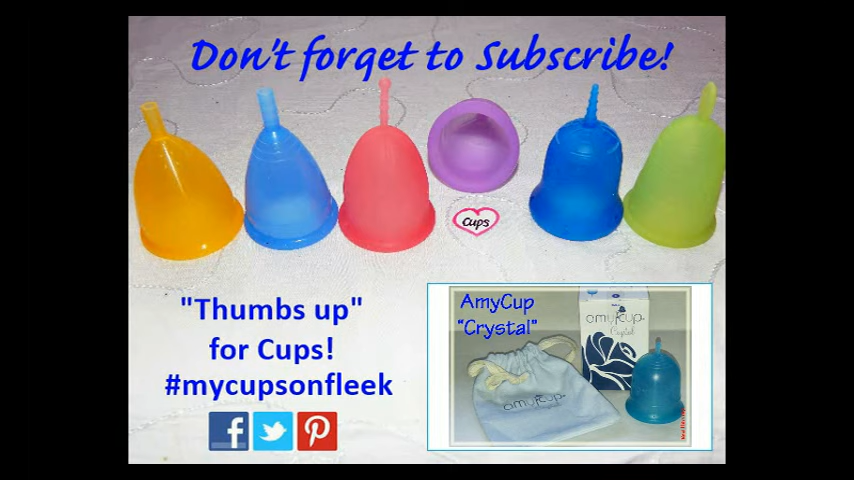 Don't forget to Subscribe!
cups
"Thumbs up"
for Cups!
#mycupsonfleek
AmyCup
"Crystal"
amycup
Crystal
amycup